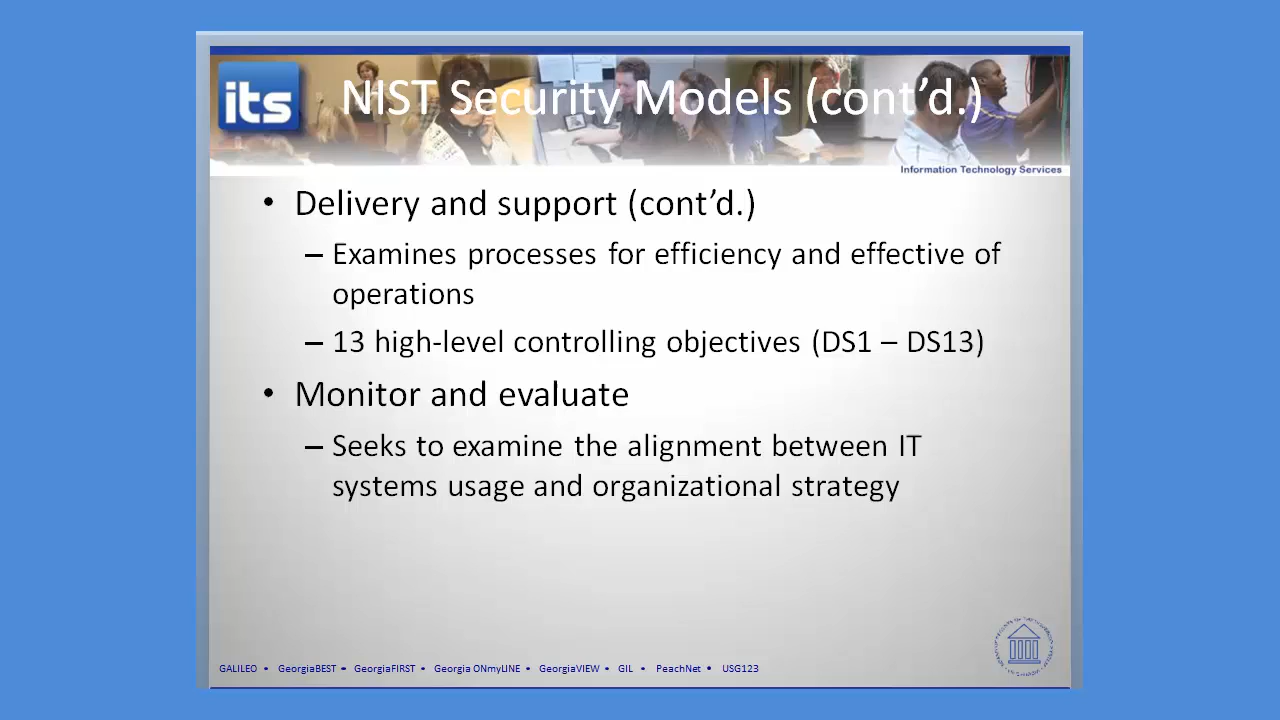 its
NIST Security Models (cont’d.)
Information Technology Services
• Delivery and support (cont’d.)
– Examines processes for efficiency and effective of
operations
– 13 high-level controlling objectives (DS1 – DS13)
• Monitor and evaluate
– Seeks to examine the alignment between IT
systems usage and organizational strategy
GALILEO • GeorgiaBEST • GeorgiaFIRST • Georgia ONmyLINE • GeorgiaVIEW • GIL • PeachNet • USG123